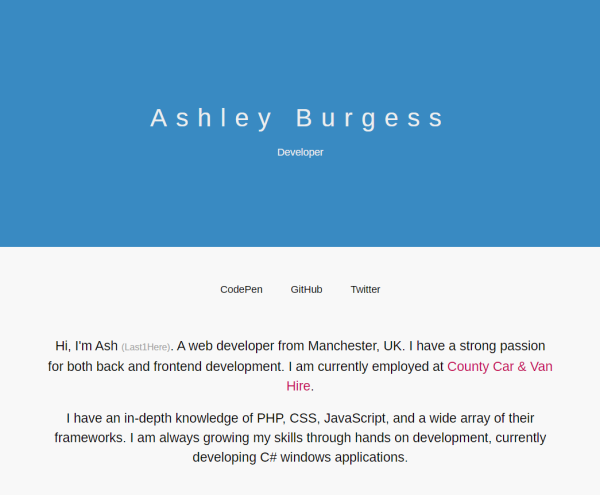 Ashley Burgess
Developer
CodePen GitHub Twitter
Hi, I'm Ash (Last1Here). A web developer from Manchester, UK. I have a strong passion
for both back and frontend development. I am currently employed at County Car & Van
Hire.
I have an in-depth knowledge of PHP, CSS, JavaScript, and a wide array of their
frameworks. I am always growing my skills through hands on development, currently
developing C# windows applications.